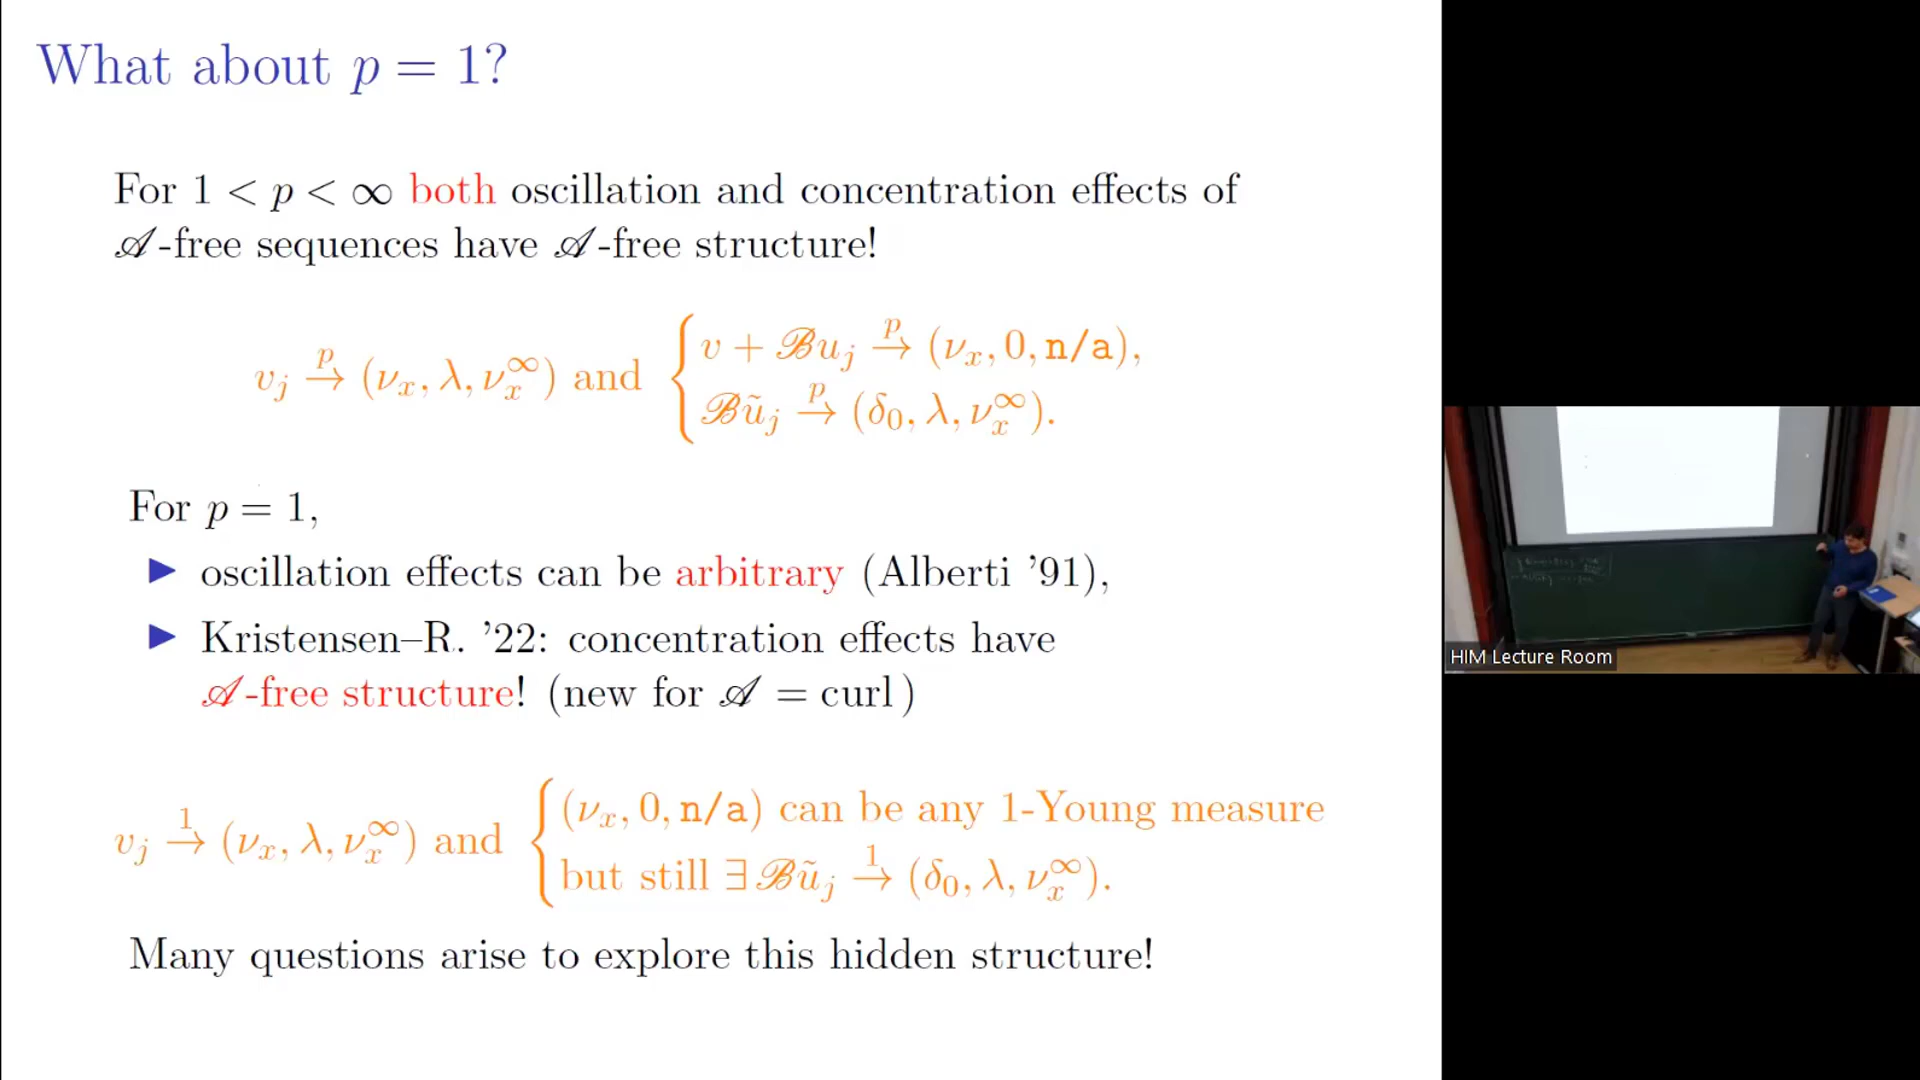 What about p = 1?
For 1 < p < ∞ both oscillation and concentration effects of
𝒜-free sequences have 𝒜-free structure!
v_j →^p (ν_x, λ, ν_x^∞) and { v + ℬu_j →^p (ν_x, 0, n/a),
ℬũ_j →^p (δ_0, λ, ν_x^∞).
For p = 1,
▶ oscillation effects can be arbitrary (Alberti ’91),
▶ Kristensen–R. ’22: concentration effects have
𝒜-free structure! (new for 𝒜 = curl)
v_j →^1 (ν_x, λ, ν_x^∞) and { (ν_x, 0, n/a) can be any 1-Young measure
but still ∃ ℬũ_j →^1 (δ_0, λ, ν_x^∞).
Many questions arise to explore this hidden structure!
HIM Lecture Room